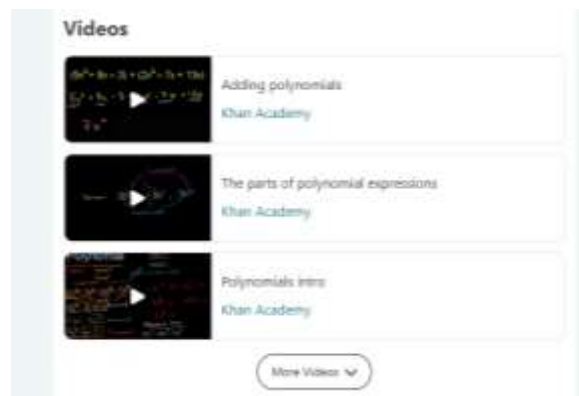 Videos
Adding polynomials
Khan Academy
The parts of polynomial expressions
Khan Academy
Polynomials intro
Khan Academy
More Videos